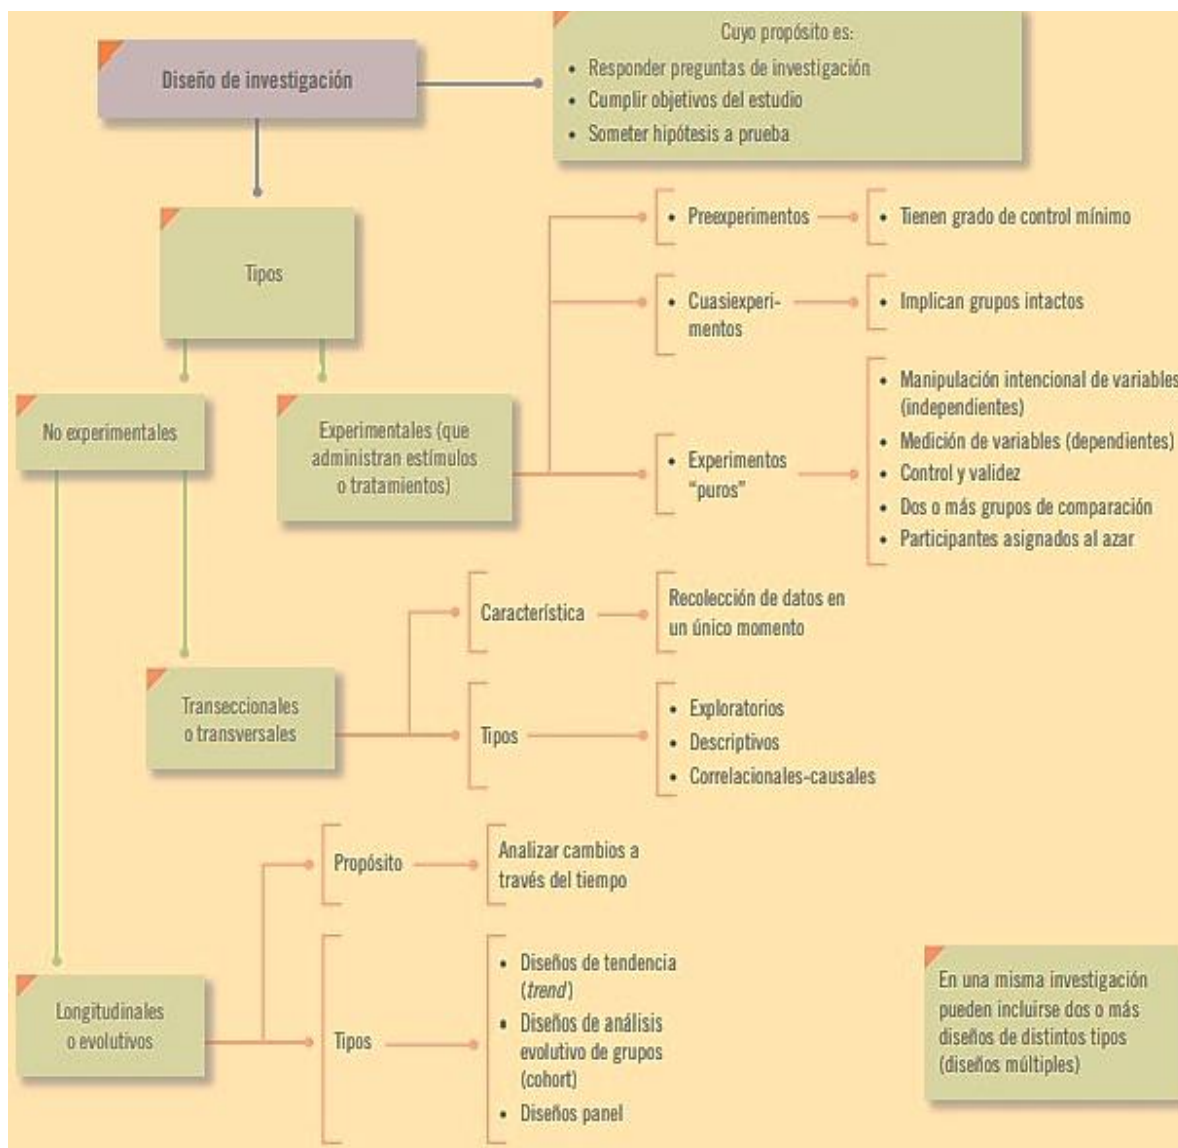 Diseño de investigación
Cuyo propósito es:
• Responder preguntas de investigación
• Cumplir objetivos del estudio
• Someter hipótesis a prueba
Tipos
No experimentales
Experimentales (que
administran estímulos
o tratamientos)
• Preexperimentos
• Tienen grado de control mínimo
• Cuasiexperi-
mentos
• Implican grupos intactos
• Experimentos
“puros”
• Manipulación intencional de variables
(independientes)
• Medición de variables (dependientes)
• Control y validez
• Dos o más grupos de comparación
• Participantes asignados al azar
Transeccionales
o transversales
Característica
Recolección de datos en
un único momento
Tipos
• Exploratorios
• Descriptivos
• Correlacionales-causales
Longitudinales
o evolutivos
Propósito
Analizar cambios a
través del tiempo
Tipos
• Diseños de tendencia
(trend)
• Diseños de análisis
evolutivo de grupos
(cohort)
• Diseños panel
En una misma investigación
pueden incluirse dos o más
diseños de distintos tipos
(diseños múltiples)